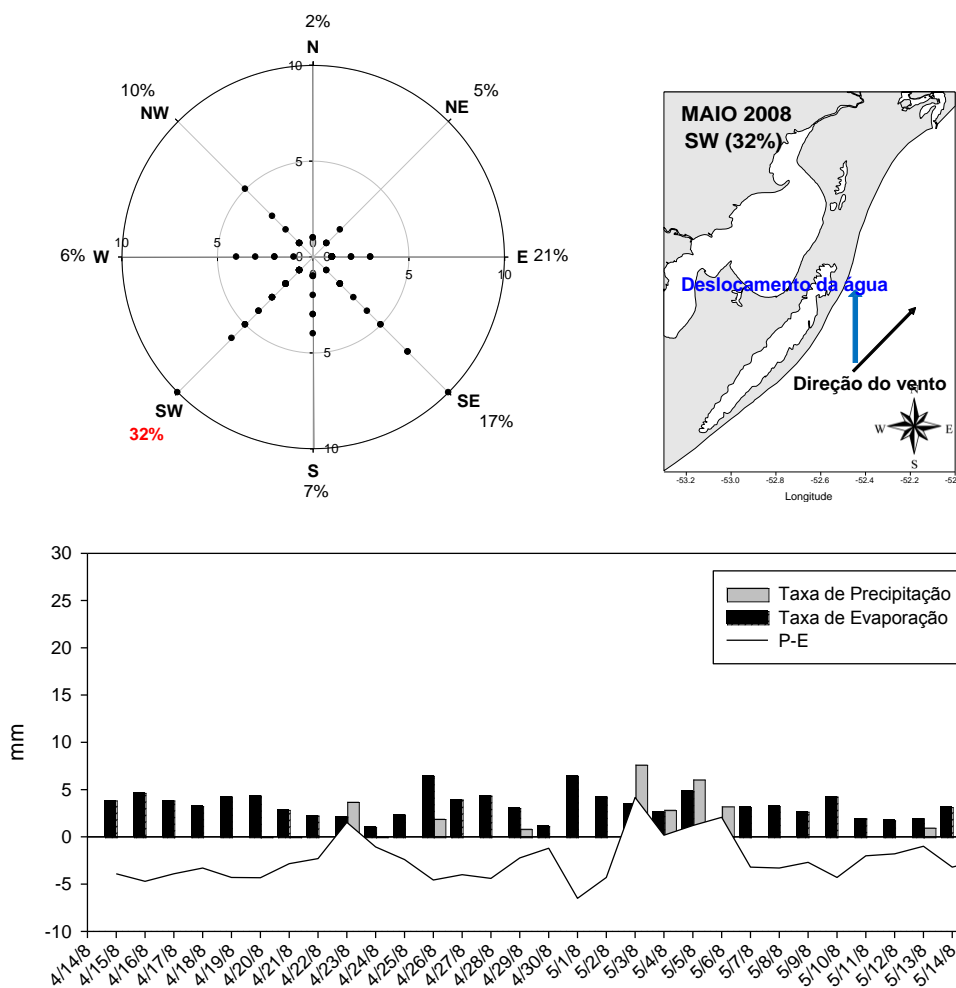 2%
N
10
10%
NW
5%
NE
5
0
0
0
0
6% W
10
5
5
10
E 21%
5
10
SW
32%
SE
17%
S
7%
MAIO 2008
SW (32%)
Deslocamento da água
Direção do vento
N
W
E
S
-53.2 -53.0 -52.8 -52.6 -52.4 -52.2
Longitude
30
25
20
15
10
5
0
-5
-10
mm
Taxa de Precipitação
Taxa de Evaporação
P-E
4/14/8
4/15/8
4/16/8
4/17/8
4/18/8
4/19/8
4/20/8
4/21/8
4/22/8
4/23/8
4/24/8
4/25/8
4/26/8
4/27/8
4/28/8
4/29/8
4/30/8
5/1/8
5/2/8
5/3/8
5/4/8
5/5/8
5/6/8
5/7/8
5/8/8
5/9/8
5/10/8
5/11/8
5/12/8
5/13/8
5/14/8